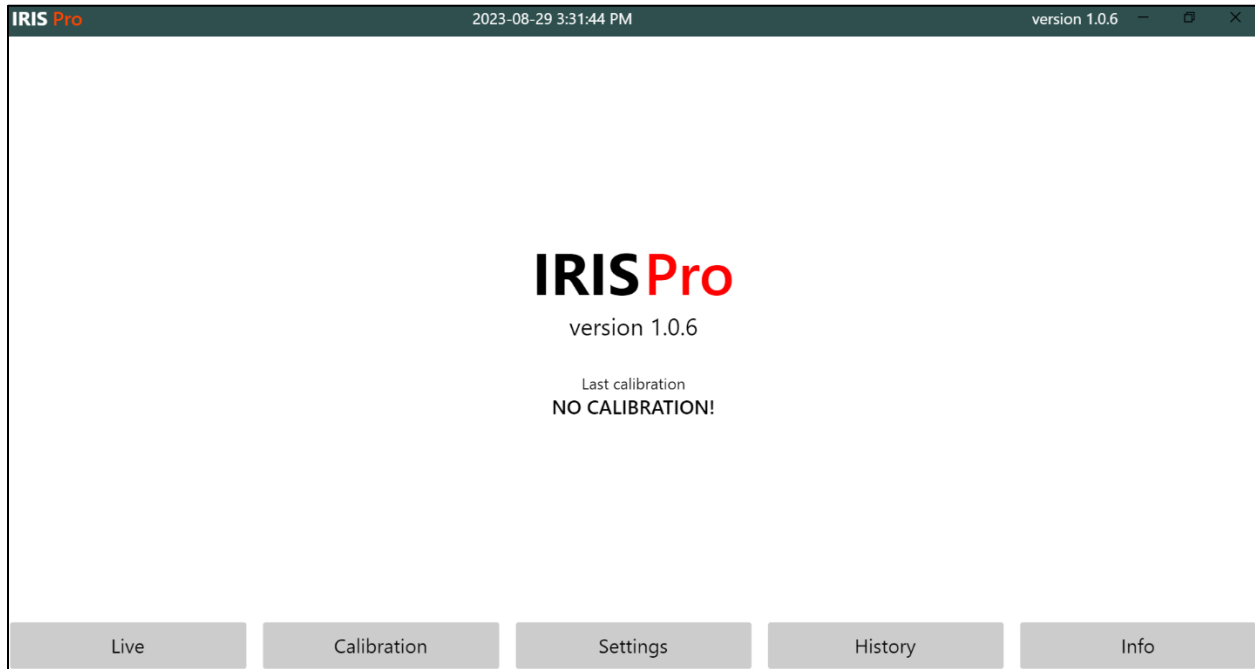 IRIS Pro 2023-08-29 3:31:44 PM version 1.0.6
IRIS Pro
version 1.0.6
Last calibration
NO CALIBRATION!
Live Calibration Settings History Info